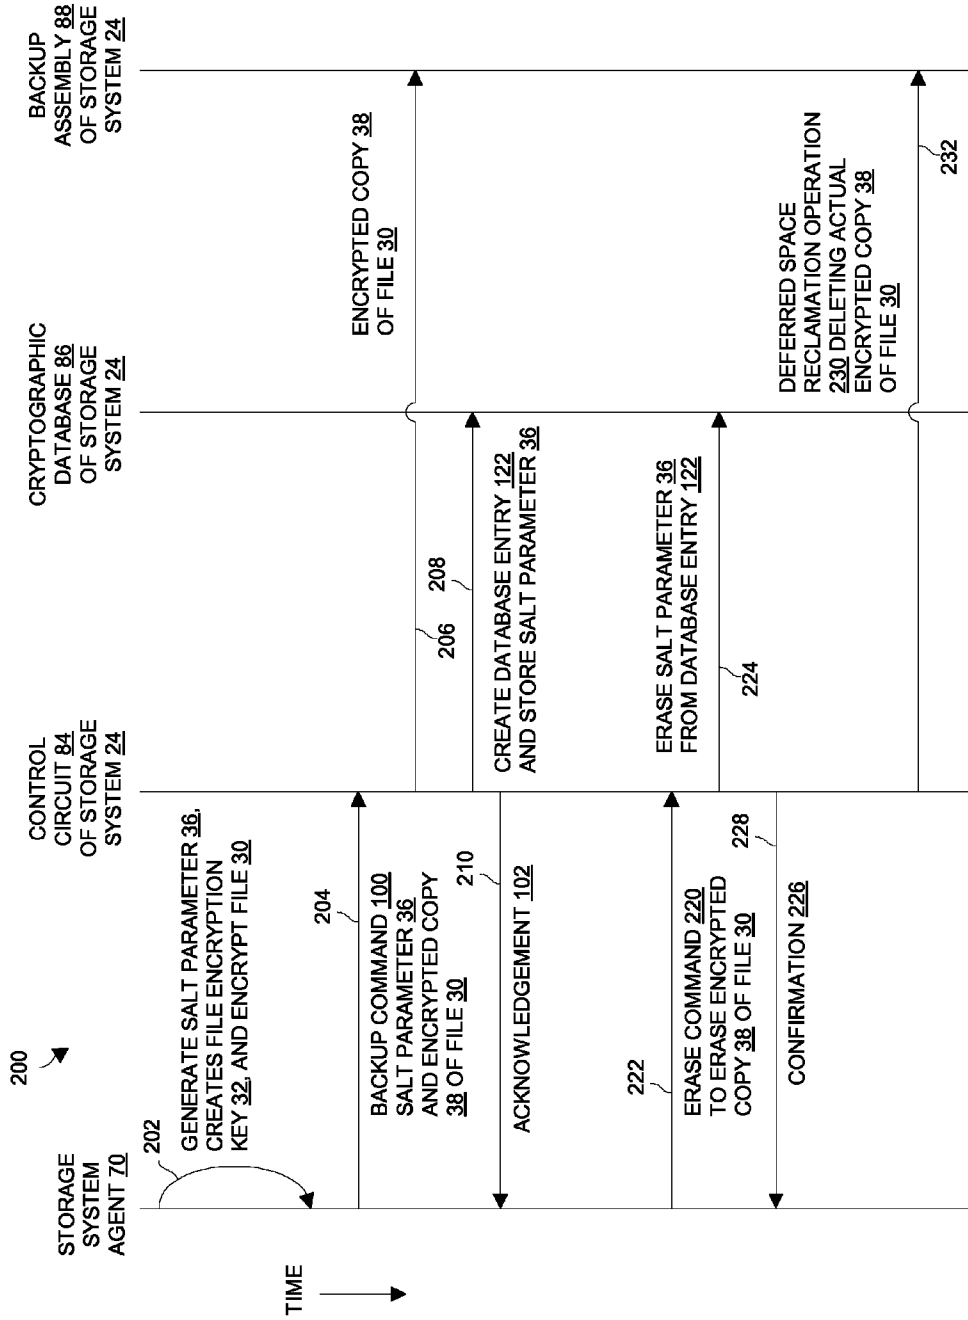 200
STORAGE
SYSTEM
AGENT 70
CONTROL
CIRCUIT 84
OF STORAGE
SYSTEM 24
CRYPTOGRAPHIC
DATABASE 86
OF STORAGE
SYSTEM 24
BACKUP
ASSEMBLY 88
OF STORAGE
SYSTEM 24
TIME
202
GENERATE SALT PARAMETER 36,
CREATES FILE ENCRYPTION
KEY 32, AND ENCRYPT FILE 30
204
BACKUP COMMAND 100
SALT PARAMETER 36
AND ENCRYPTED COPY
38 OF FILE 30
206
ENCRYPTED COPY 38
OF FILE 30
208
CREATE DATABASE ENTRY 122
AND STORE SALT PARAMETER 36
210
ACKNOWLEDGEMENT 102
222
ERASE COMMAND 220
TO ERASE ENCRYPTED
COPY 38 OF FILE 30
224
ERASE SALT PARAMETER 36
FROM DATABASE ENTRY 122
228
CONFIRMATION 226
DEFERRED SPACE
RECLAMATION OPERATION
230 DELETING ACTUAL
ENCRYPTED COPY 38
OF FILE 30
232